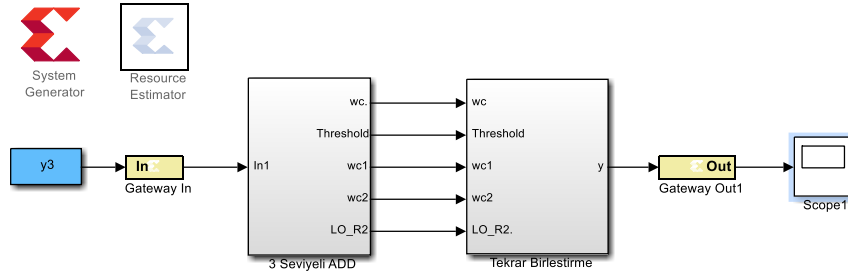 System
Generator
Resource
Estimator
y3
In
Gateway In
In1
wc.
Threshold
wc1
wc2
LO_R2
3 Seviyeli ADD
wc
Threshold
wc1
wc2
LO_R2.
y
Tekrar Birlestirme
Out
Gateway Out1
Scope1